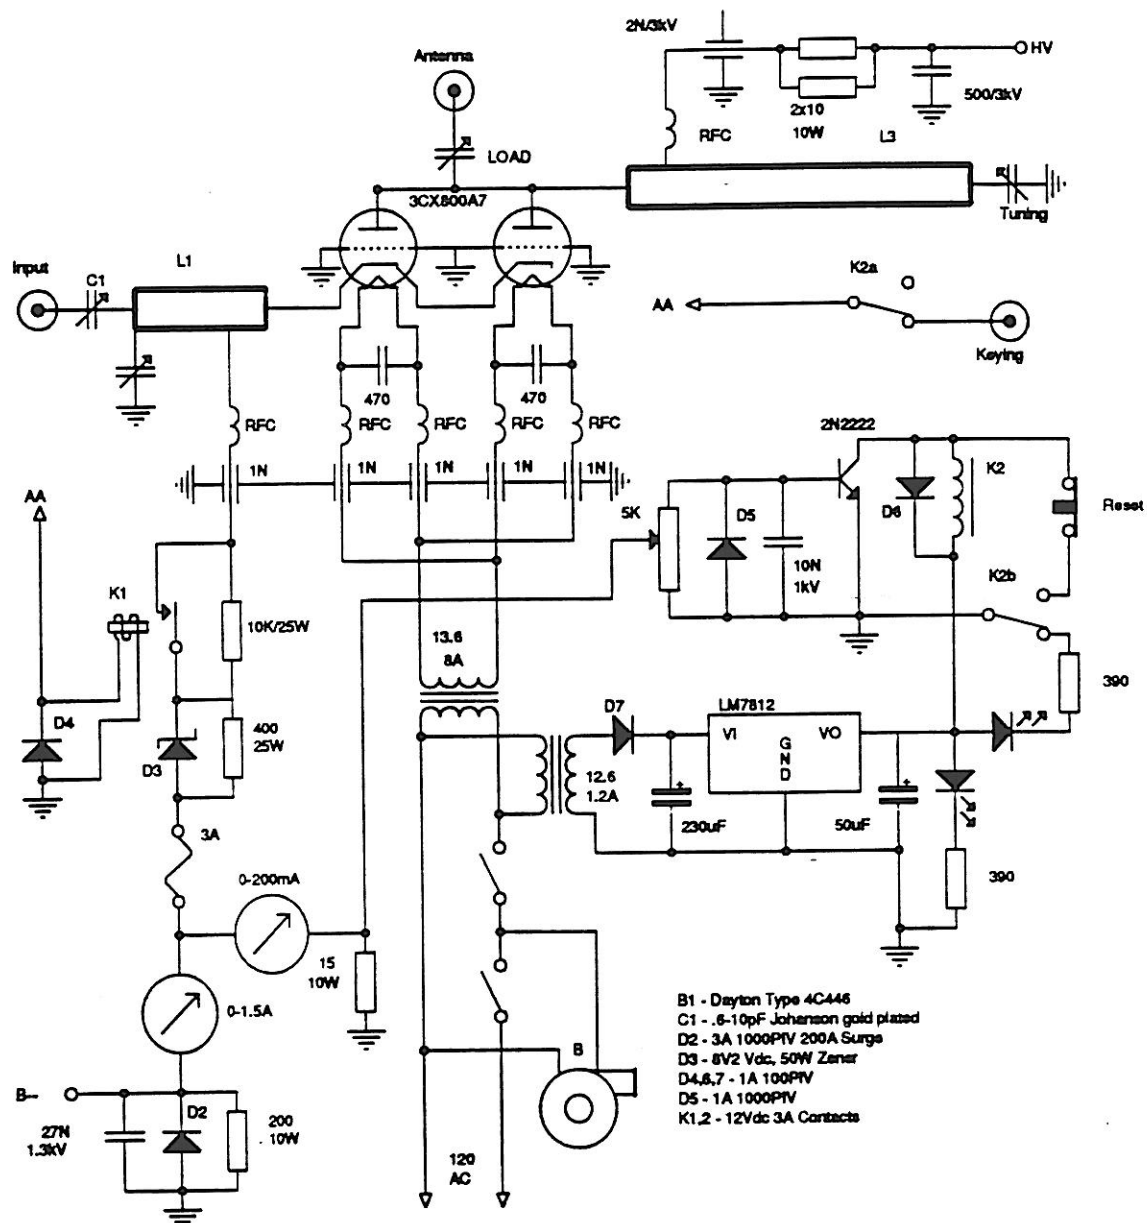 2N/3kV
HV
Antenna
500/3kV
2x10
10W
RFC
L3
LOAD
3CX800A7
Tuning
Input
L1
C1
K2a
AA
Keying
470
470
RFC
RFC
RFC
RFC
RFC
2N2222
1N
1N
1N
1N
1N
K2
AA
5K
D5
D6
Reset
10N
1kV
K2b
K1
10K/25W
13.6
8A
390
D4
D3
400
25W
D7
LM7812
VI
VO
GND
12.6
1.2A
230uF
50uF
3A
390
0-200mA
15
10W
0-1.5A
B
B--
D2
27N
1.3kV
200
10W
120
AC
B1 - Dayton Type 4C446
C1 - .6-10pF Johanson gold plated
D2 - 3A 1000PIV 200A Surge
D3 - 8V2 Vdc, 50W Zener
D4,6,7 - 1A 100PIV
D5 - 1A 1000PIV
K1,2 - 12Vdc 3A Contacts